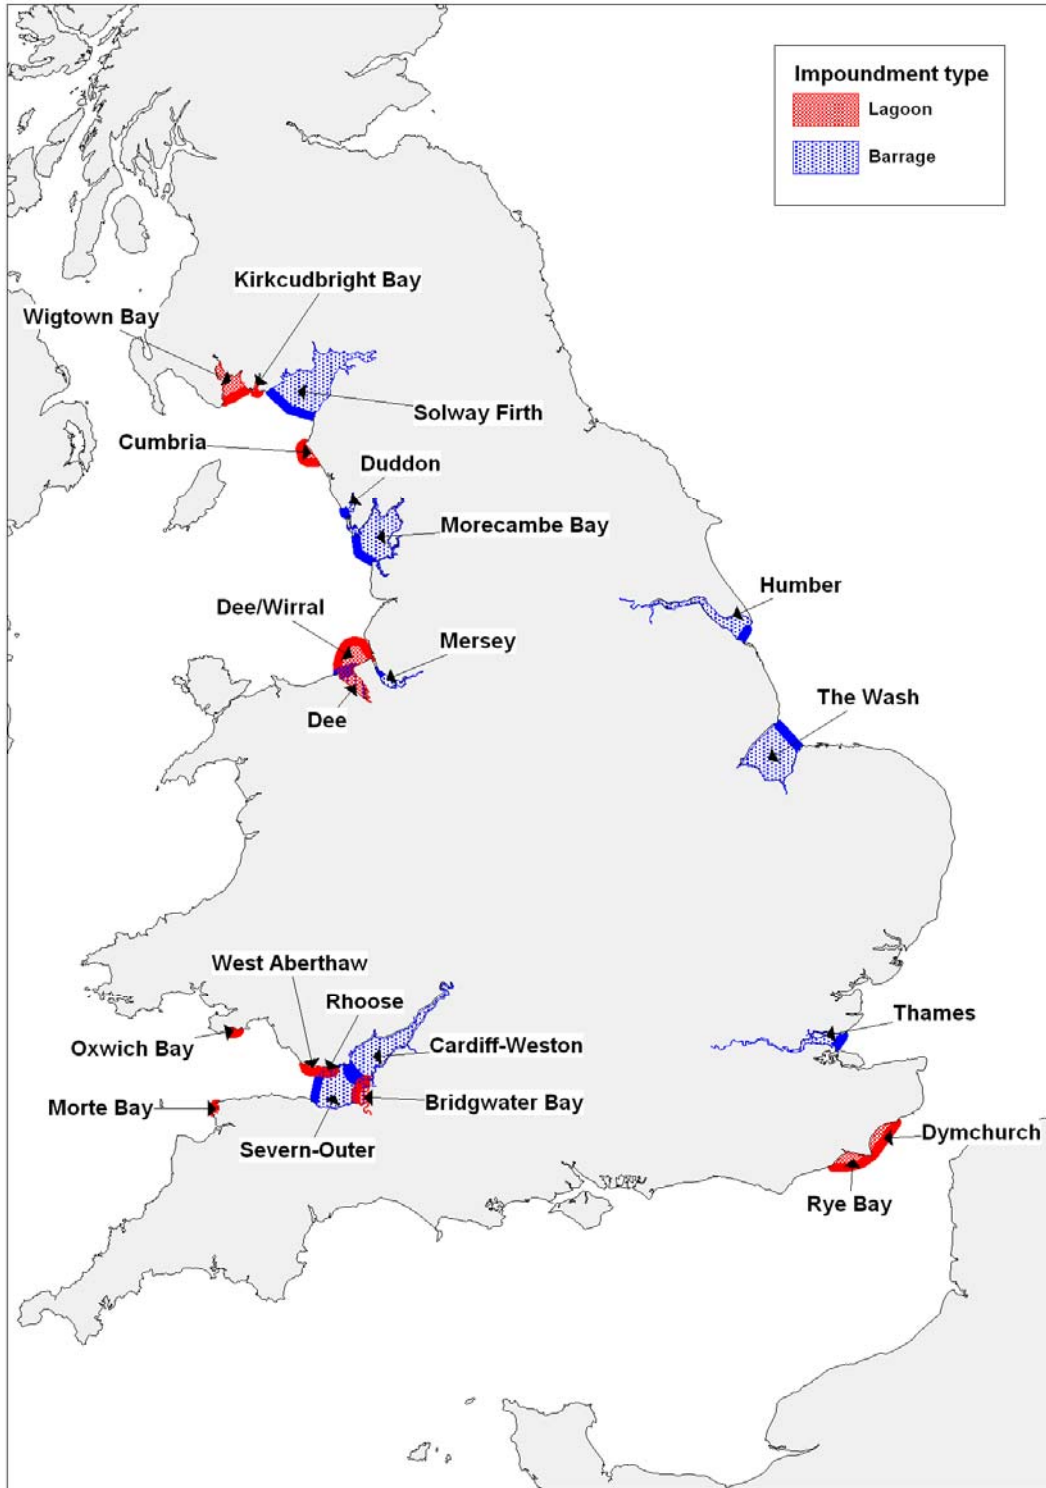 Impoundment type
Lagoon
Barrage
Kirkcudbright Bay
Wigtown Bay
Solway Firth
Cumbria
Duddon
Morecambe Bay
Humber
Dee/Wirral
Mersey
The Wash
Dee
West Aberthaw
Rhoose
Thames
Oxwich Bay
Cardiff-Weston
Morte Bay
Bridgwater Bay
Dymchurch
Severn-Outer
Rye Bay